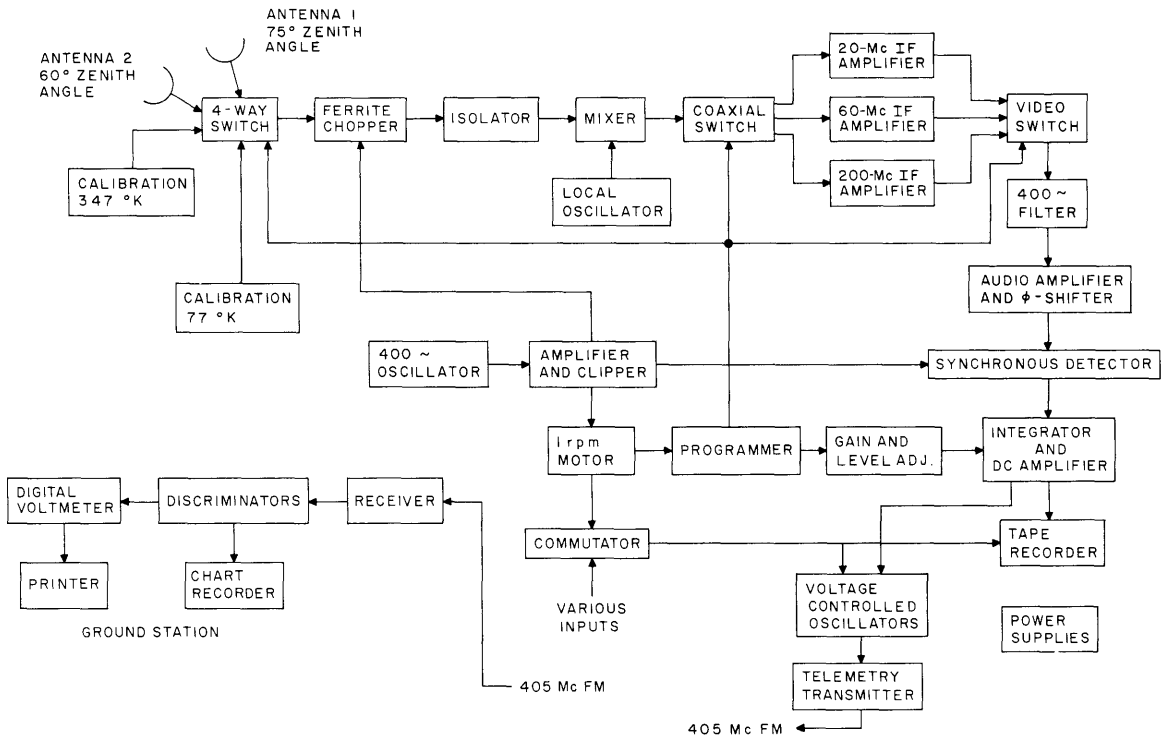 ANTENNA 1
75° ZENITH
ANGLE
ANTENNA 2
60° ZENITH
ANGLE
4-WAY
SWITCH
FERRITE
CHOPPER
ISOLATOR
MIXER
COAXIAL
SWITCH
20-Mc IF
AMPLIFIER
60-Mc IF
AMPLIFIER
200-Mc IF
AMPLIFIER
VIDEO
SWITCH
CALIBRATION
347 °K
LOCAL
OSCILLATOR
400~
FILTER
CALIBRATION
77 °K
AUDIO AMPLIFIER
AND ϕ-SHIFTER
400 ~
OSCILLATOR
AMPLIFIER
AND CLIPPER
SYNCHRONOUS DETECTOR
1 rpm
MOTOR
PROGRAMMER
GAIN AND
LEVEL ADJ.
INTEGRATOR
AND
DC AMPLIFIER
DIGITAL
VOLTMETER
DISCRIMINATORS
RECEIVER
COMMUTATOR
TAPE
RECORDER
PRINTER
CHART
RECORDER
VARIOUS
INPUTS
VOLTAGE
CONTROLLED
OSCILLATORS
POWER
SUPPLIES
GROUND STATION
405 Mc FM
TELEMETRY
TRANSMITTER
405 Mc FM